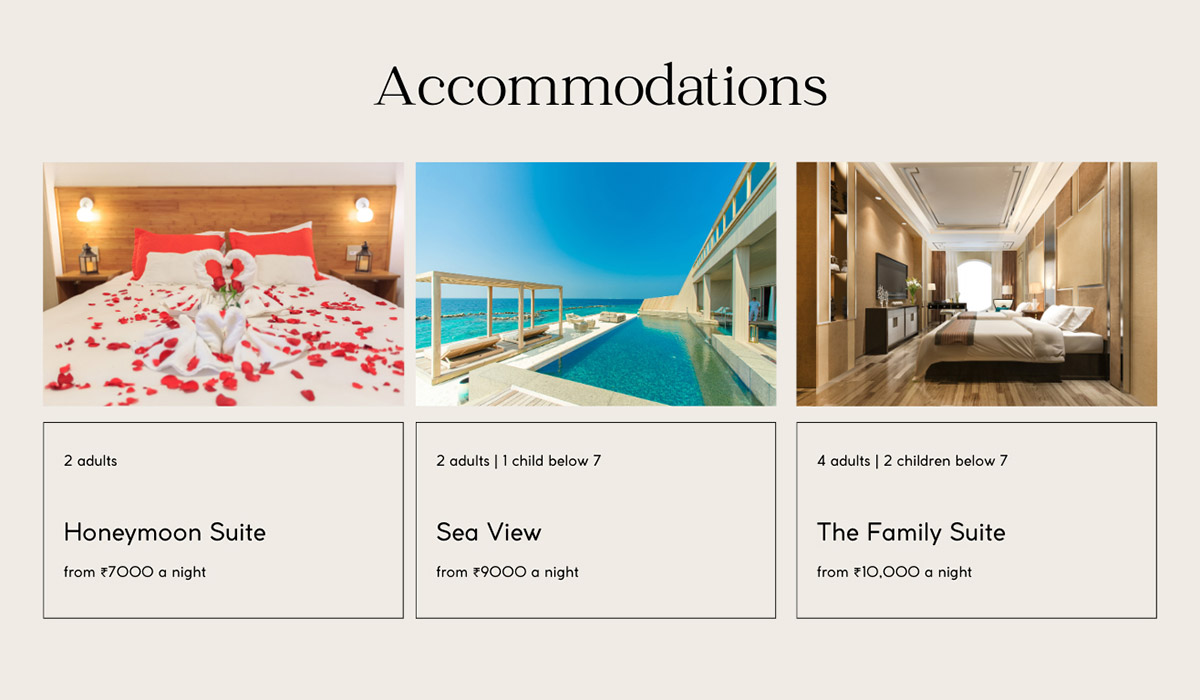 Accommodations
2 adults
Honeymoon Suite
from ₹7000 a night
2 adults | 1 child below 7
Sea View
from ₹9000 a night
4 adults | 2 children below 7
The Family Suite
from ₹10,000 a night